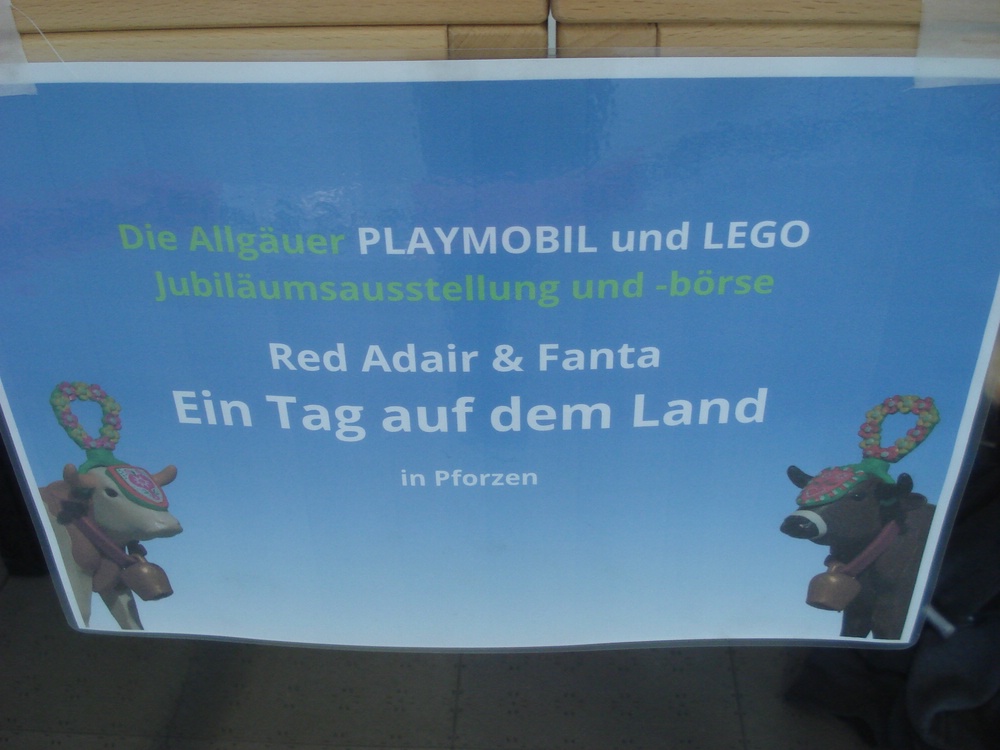 Die Allgäuer PLAYMOBIL und LEGO
Jubiläumsausstellung und -börse
Red Adair & Fanta
Ein Tag auf dem Land
in Pforzen